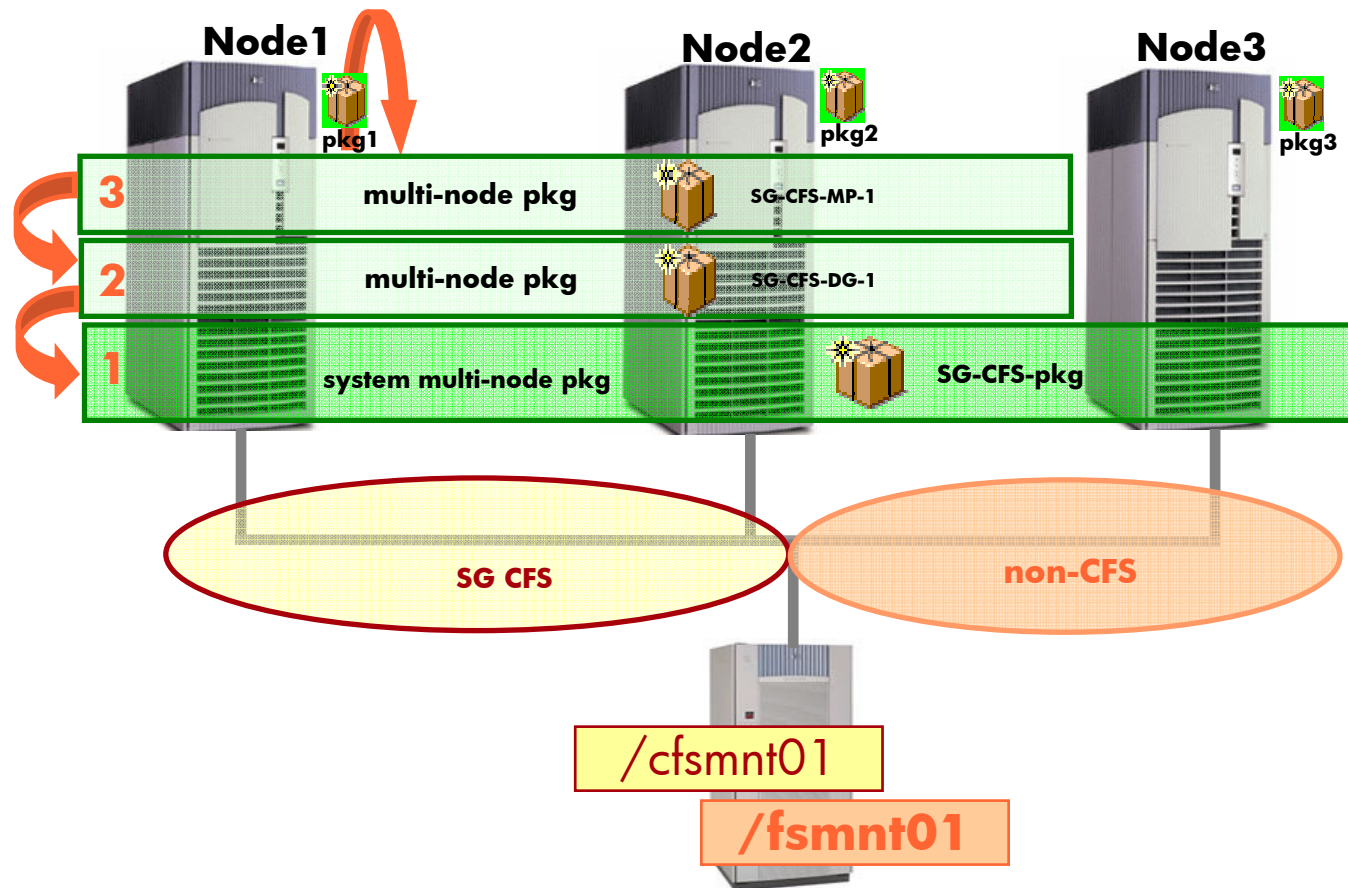 Node1
Node2
Node3
pkg1
pkg2
pkg3
3
multi-node pkg
SG-CFS-MP-1
2
multi-node pkg
SG-CFS-DG-1
1
system multi-node pkg
SG-CFS-pkg
SG CFS
non-CFS
/cfsmnt01
/fsmnt01